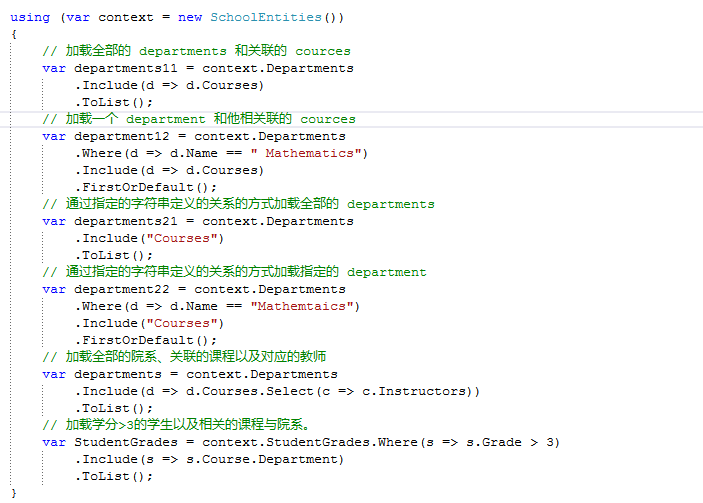 using (var context = new SchoolEntities())
{
    // 加载全部的 departments 和关联的 cources
    var departments11 = context.Departments
        .Include(d => d.Courses)
        .ToList();
    // 加载一个 department 和他相关联的 cources
    var department12 = context.Departments
        .Where(d => d.Name == " Mathematics")
        .Include(d => d.Courses)
        .FirstOrDefault();
    // 通过指定的字符串定义的关系的方式加载全部的 departments
    var departments21 = context.Departments
        .Include("Courses")
        .ToList();
    // 通过指定的字符串定义的关系的方式加载指定的 department
    var department22 = context.Departments
        .Where(d => d.Name == "Mathemtaics")
        .Include("Courses")
        .FirstOrDefault();
    // 加载全部的院系、关联的课程以及对应的教师
    var departments = context.Departments
        .Include(d => d.Courses.Select(c => c.Instructors))
        .ToList();
    // 加载学分>3的学生以及相关的课程与院系。
    var StudentGrades = context.StudentGrades.Where(s => s.Grade > 3)
        .Include(s => s.Course.Department)
        .ToList();
}